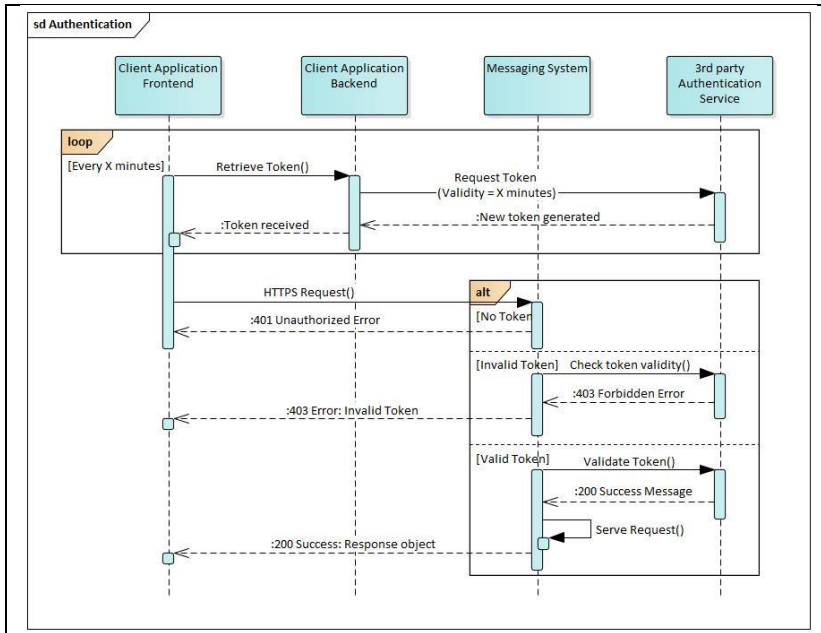 sd Authentication
Client Application
Frontend
Client Application
Backend
Messaging System
3rd party
Authentication
Service
loop
[Every X minutes]
Retrieve Token()
Request Token
(Validity = X minutes)
:New token generated
:Token received
HTTPS Request()
alt
[No Token
:401 Unauthorized Error
[Invalid Token]
Check token validity()
:403 Forbidden Error
:403 Error: Invalid Token
[Valid Token]
Validate Token()
:200 Success Message
Serve Request()
:200 Success: Response object